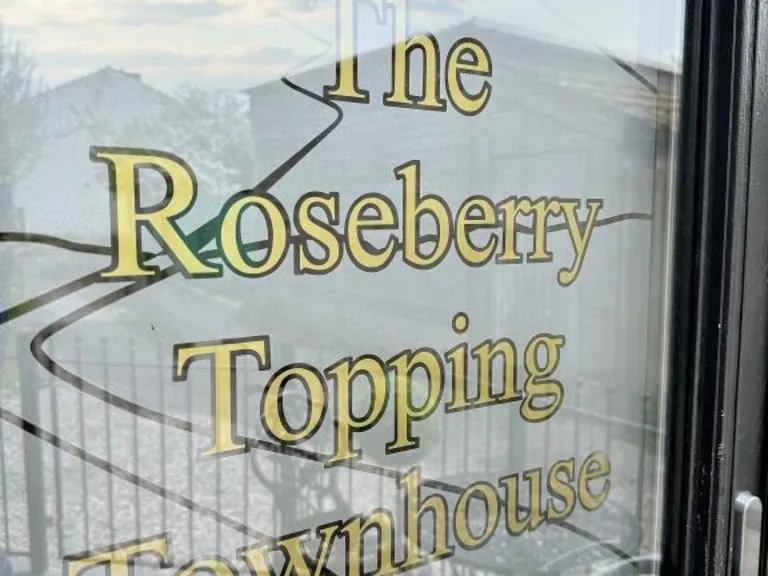 The
Roseberry
Topping
Townhouse